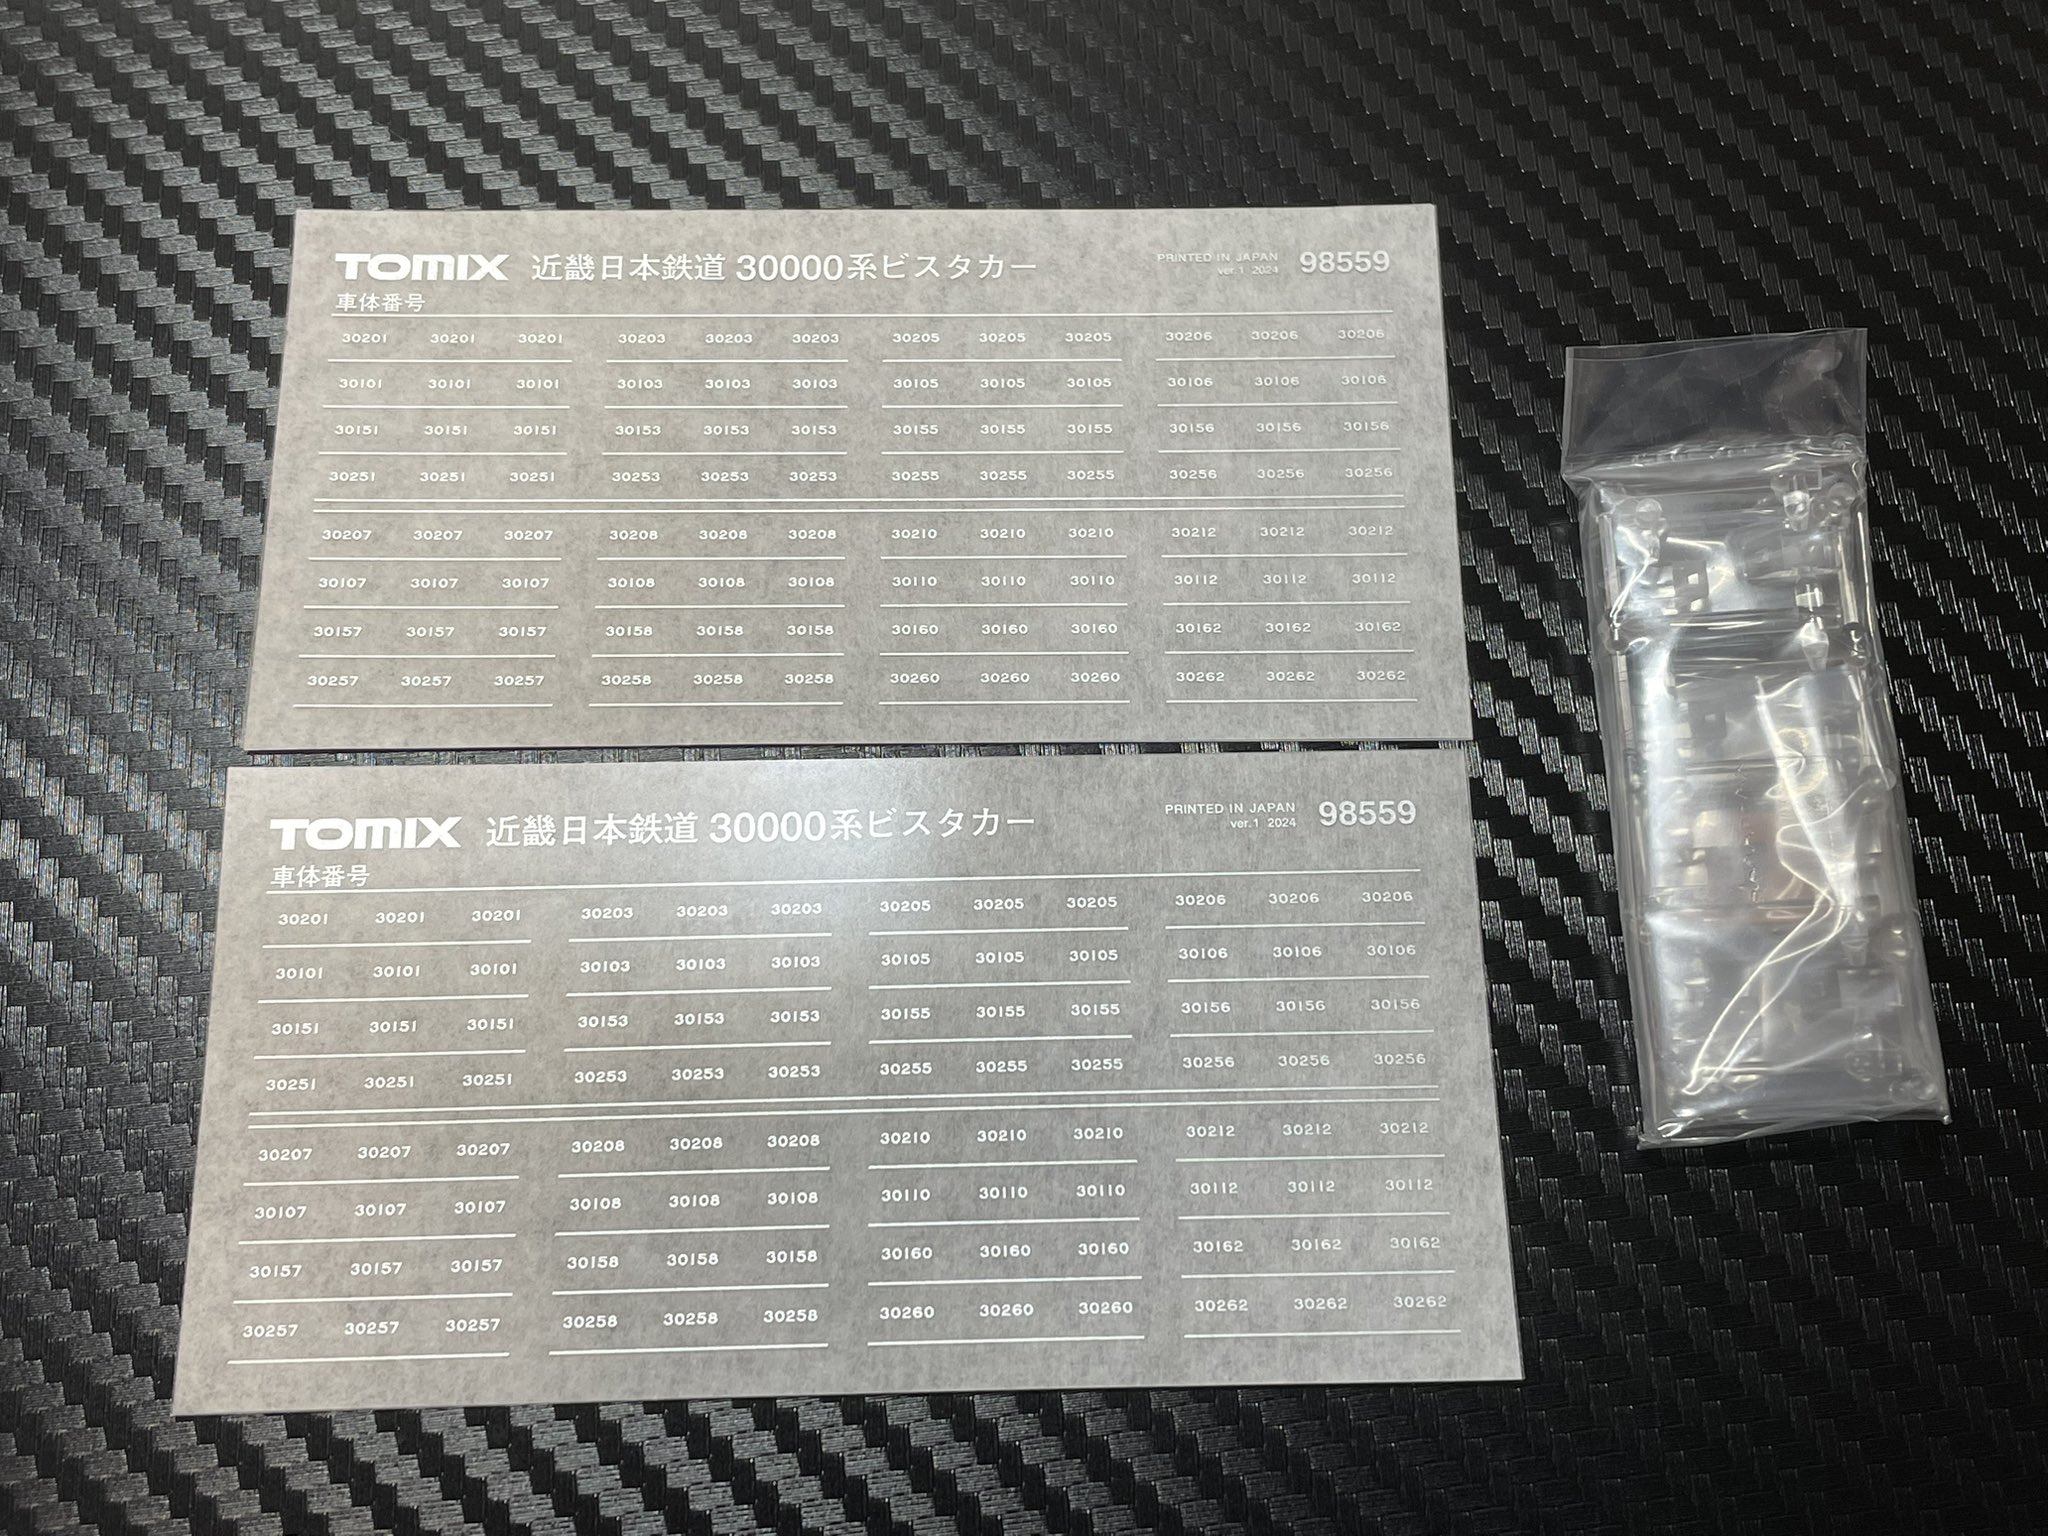 TOMIX 近畿日本鉄道 30000系ビスタカー PRINTED IN JAPAN ver.1 2024 98559
車体番号
30201 30201 30201 30203 30203 30203 30205 30205 30205 30206 30206 30206
30101 30101 30101 30103 30103 30103 30105 30105 30105 30106 30106 30106
30151 30151 30151 30153 30153 30153 30155 30155 30155 30156 30156 30156
30251 30251 30251 30253 30253 30253 30255 30255 30255 30256 30256 30256
30207 30207 30207 30208 30208 30208 30210 30210 30210 30212 30212 30212
30107 30107 30107 30108 30108 30108 30110 30110 30110 30112 30112 30112
30157 30157 30157 30158 30158 30158 30160 30160 30160 30162 30162 30162
30257 30257 30257 30258 30258 30258 30260 30260 30260 30262 30262 30262
TOMIX 近畿日本鉄道 30000系ビスタカー PRINTED IN JAPAN ver.1 2024 98559
車体番号
30201 30201 30201 30203 30203 30203 30205 30205 30205 30206 30206 30206
30101 30101 30101 30103 30103 30103 30105 30105 30105 30106 30106 30106
30151 30151 30151 30153 30153 30153 30155 30155 30155 30156 30156 30156
30251 30251 30251 30253 30253 30253 30255 30255 30255 30256 30256 30256
30207 30207 30207 30208 30208 30208 30210 30210 30210 30212 30212 30212
30107 30107 30107 30108 30108 30108 30110 30110 30110 30112 30112 30112
30157 30157 30157 30158 30158 30158 30160 30160 30160 30162 30162 30162
30257 30257 30257 30258 30258 30258 30260 30260 30260 30262 30262 30262